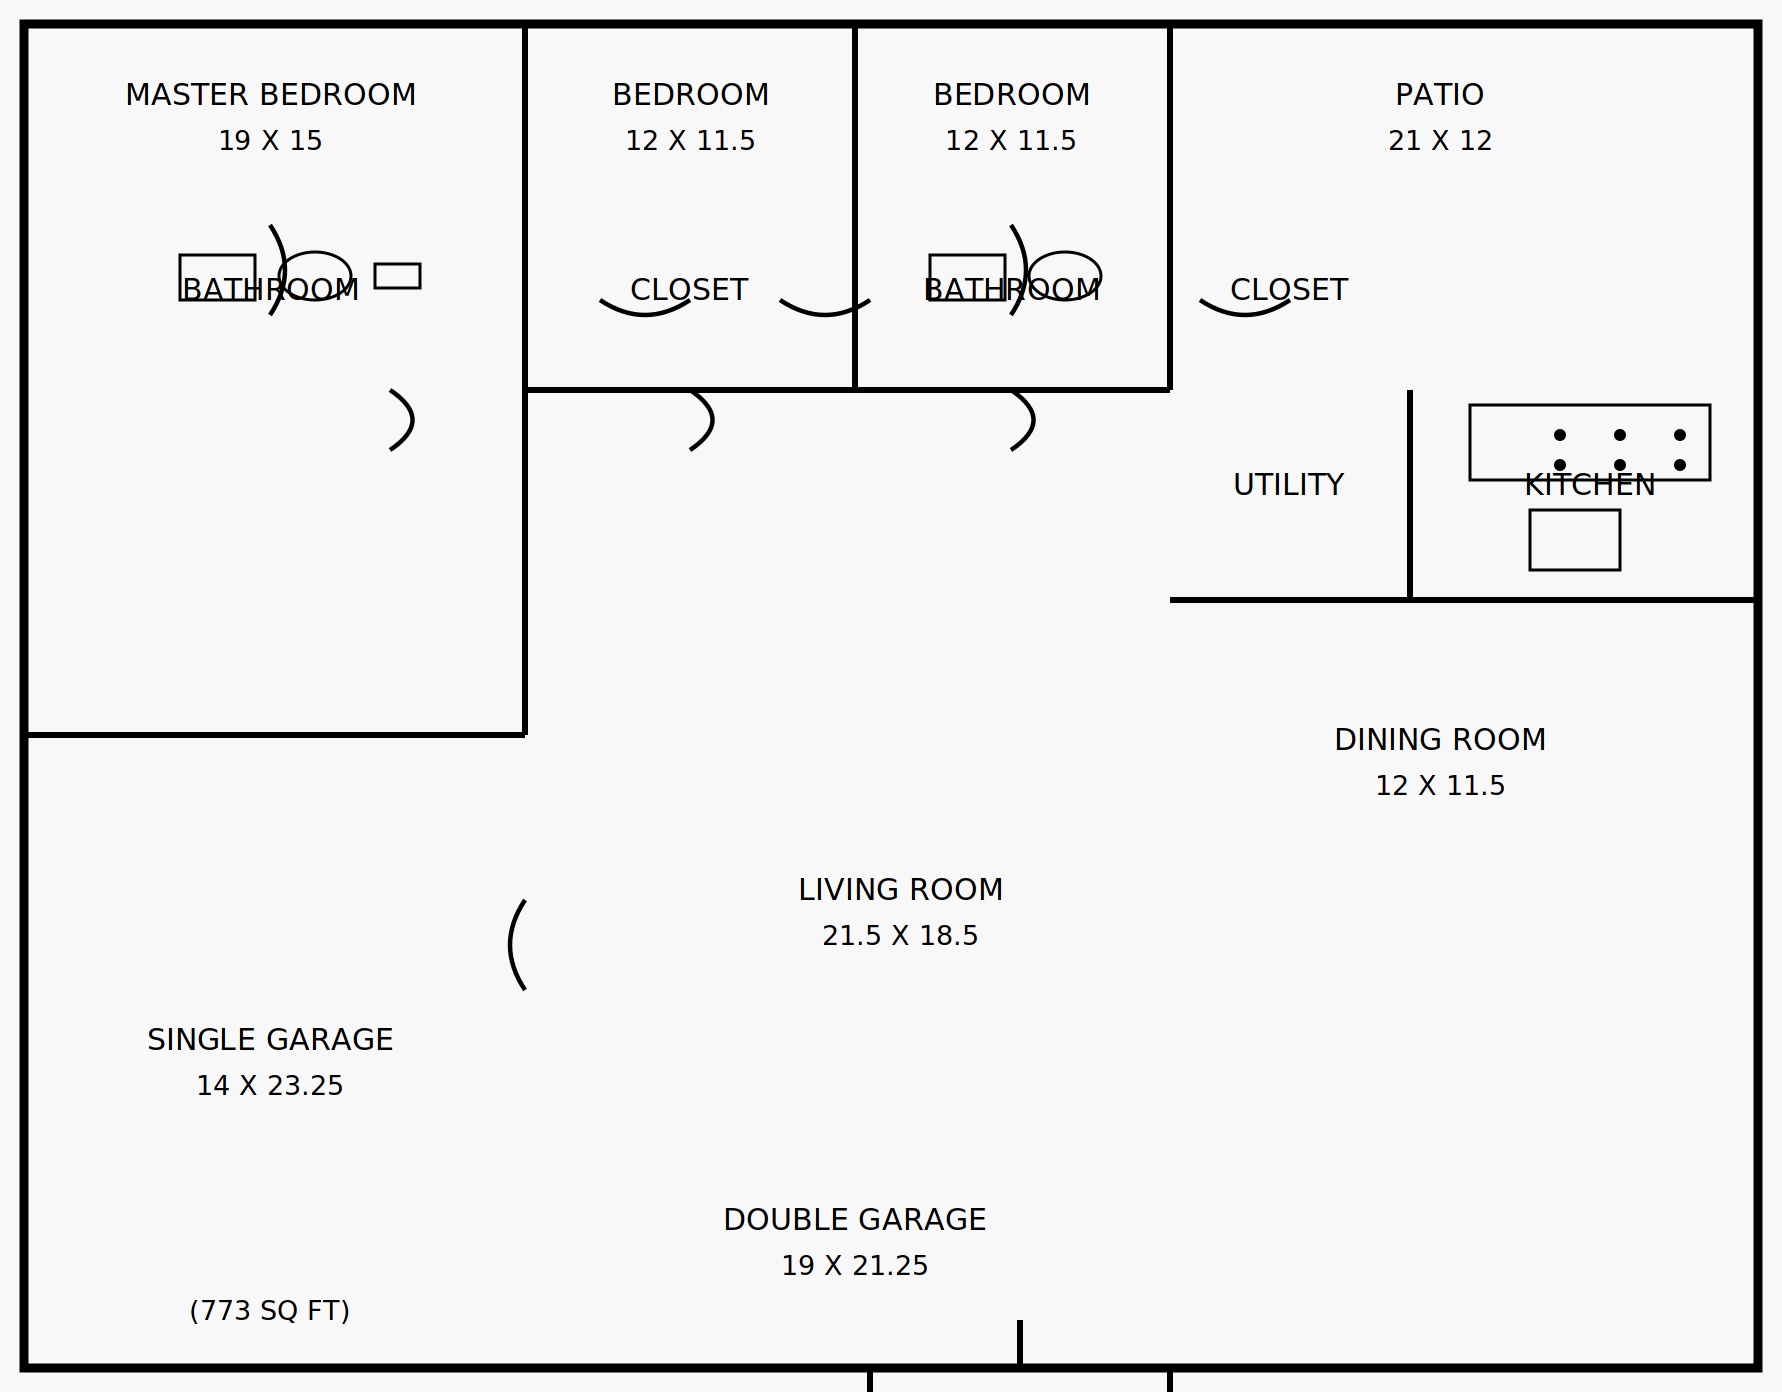 MASTER BEDROOM
19 X 15
BEDROOM
12 X 11.5
BEDROOM
12 X 11.5
PATIO
21 X 12
BATHROOM
CLOSET
BATHROOM
CLOSET
UTILITY
KITCHEN
DINING ROOM
12 X 11.5
LIVING ROOM
21.5 X 18.5
SINGLE GARAGE
14 X 23.25
DOUBLE GARAGE
19 X 21.25
(773 SQ FT)